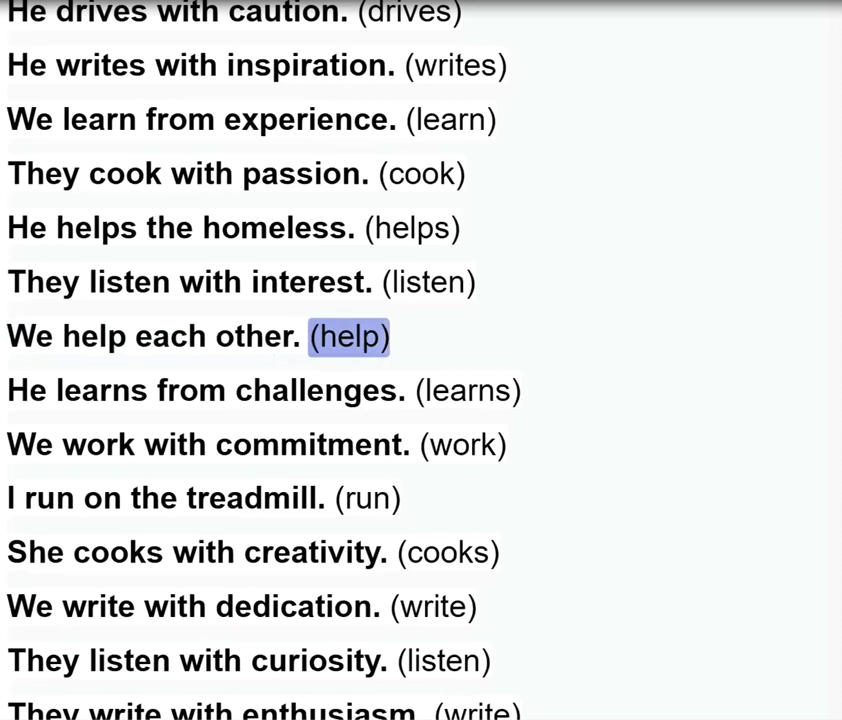 He drives with caution. (drives)
He writes with inspiration. (writes)
We learn from experience. (learn)
They cook with passion. (cook)
He helps the homeless. (helps)
They listen with interest. (listen)
We help each other. (help)
He learns from challenges. (learns)
We work with commitment. (work)
I run on the treadmill. (run)
She cooks with creativity. (cooks)
We write with dedication. (write)
They listen with curiosity. (listen)
They write with enthusiasm. (write)